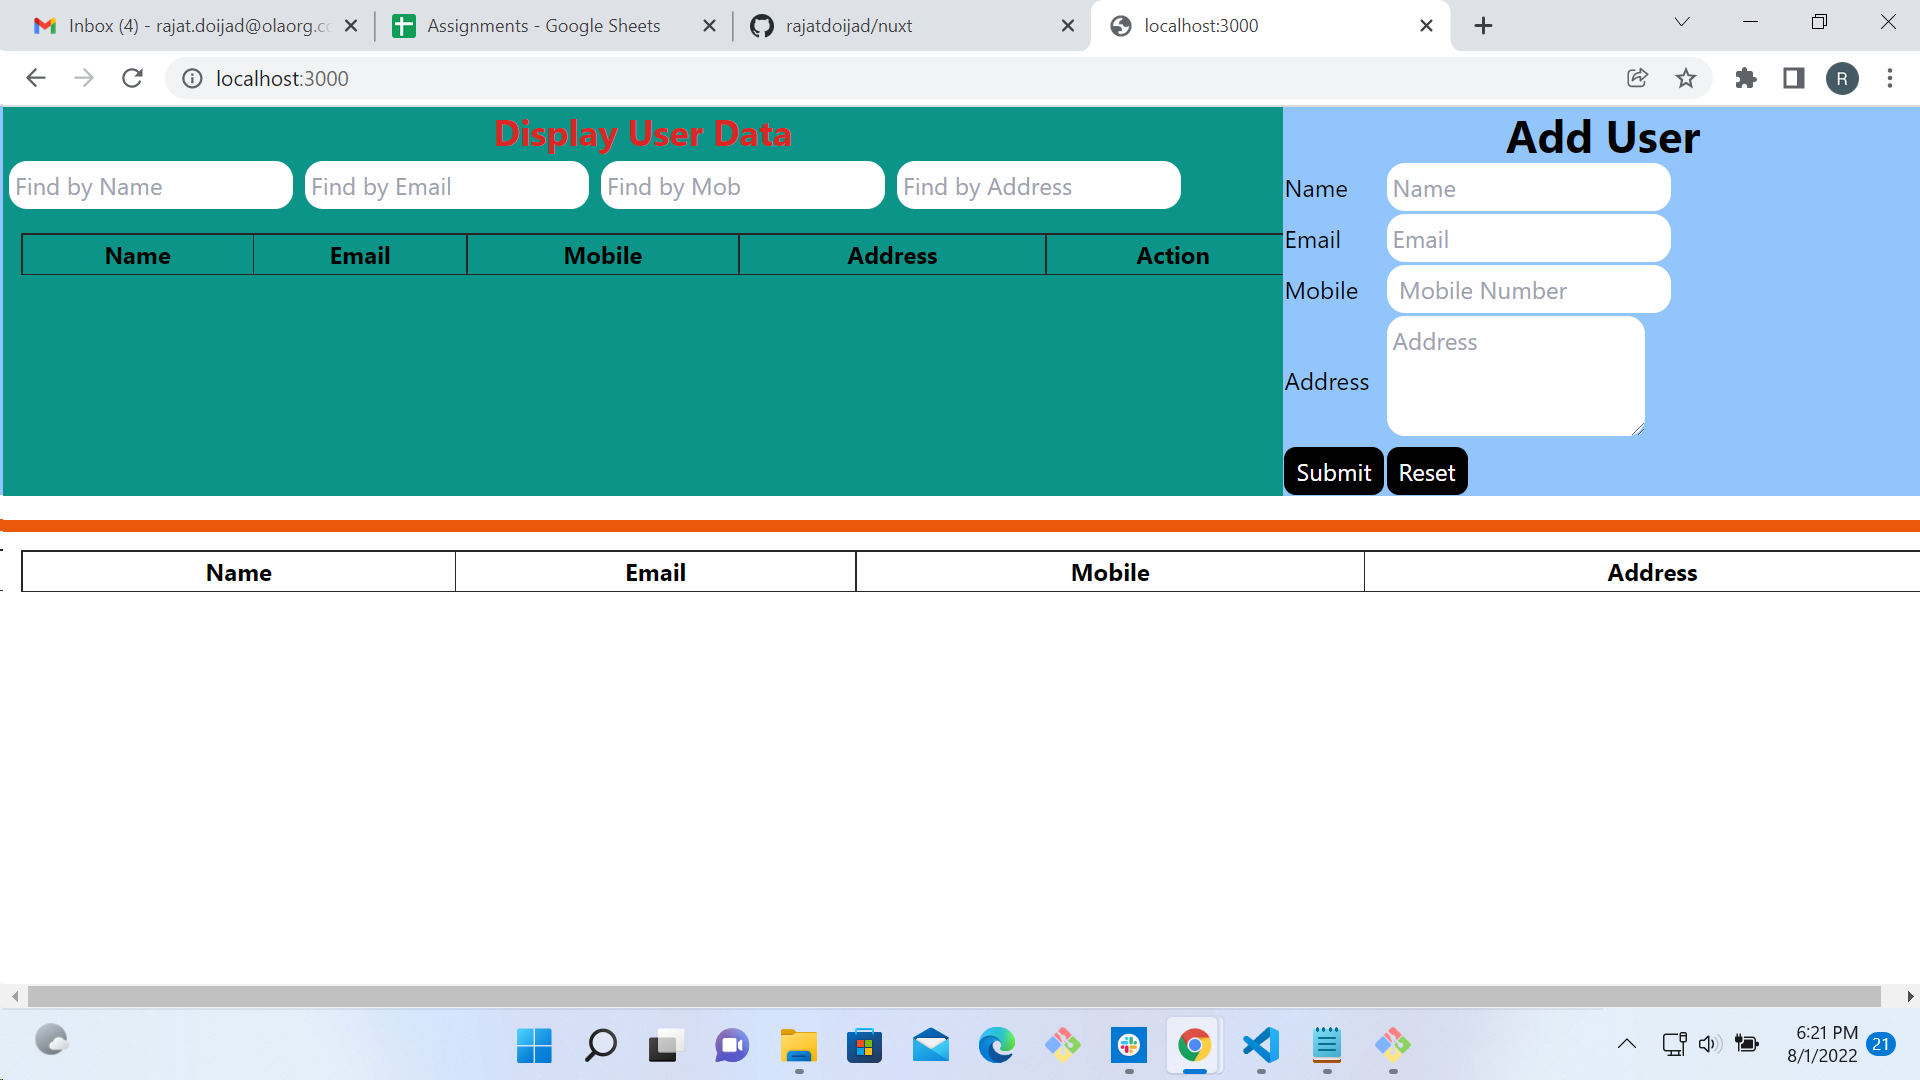 Inbox (4) - rajat.doijad@olaorg.co
Assignments - Google Sheets
rajatdoijad/nuxt
localhost:3000
localhost:3000
R
Display User Data
Find by Name
Find by Email
Find by Mob
Find by Address
Name
Email
Mobile
Address
Action
Add User
Name
Name
Email
Email
Mobile
Mobile Number
Address
Address
Submit
Reset
Name
Email
Mobile
Address
6:21 PM
8/1/2022
21